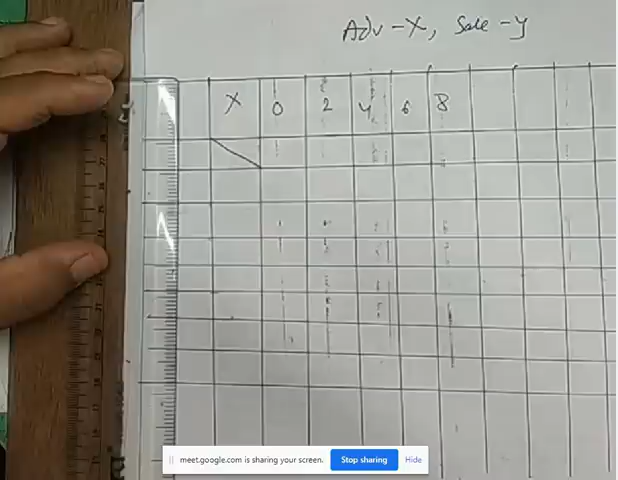 Adv - X, Sale - y
X 0 2 4 6 8
meet.google.com is sharing your screen. Stop sharing Hide